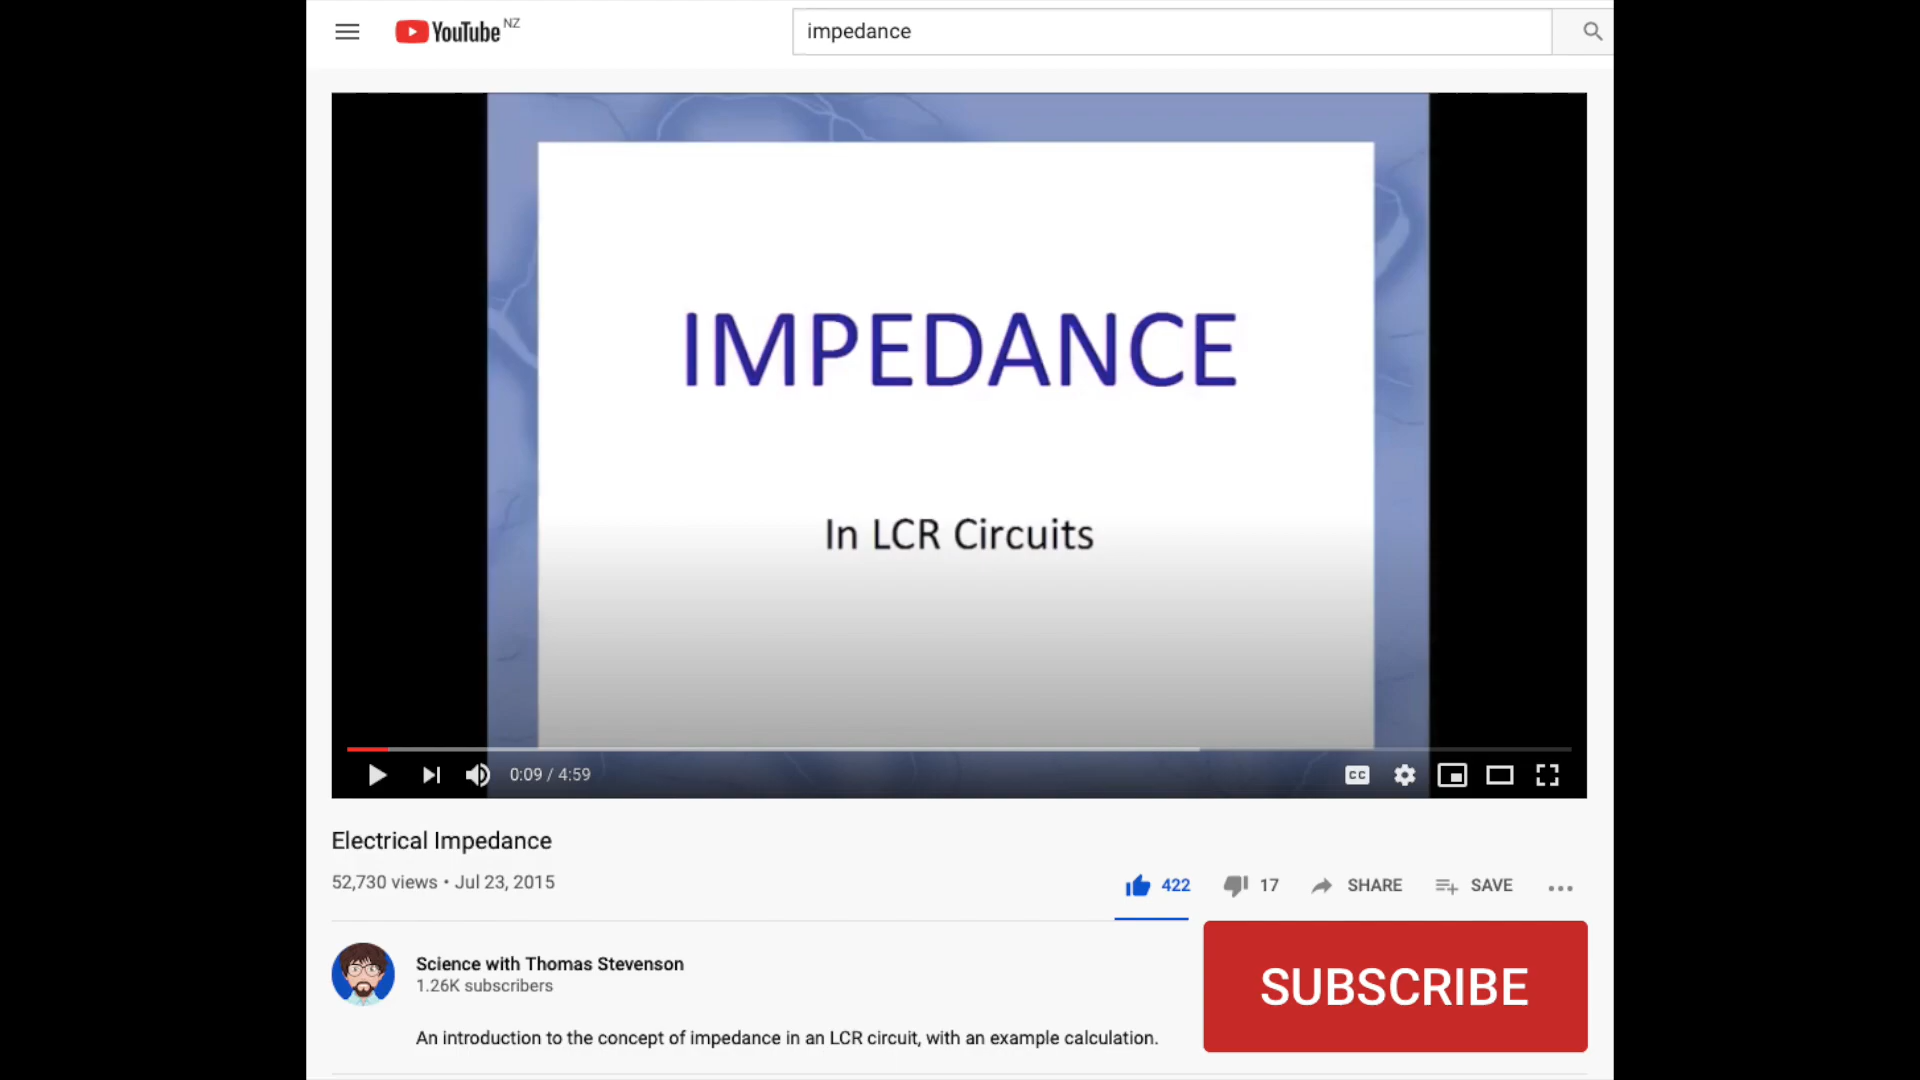 YouTube NZ
impedance
IMPEDANCE
In LCR Circuits
0:09 / 4:59
CC
Electrical Impedance
52,730 views • Jul 23, 2015
422
17
SHARE
SAVE
Science with Thomas Stevenson
1.26K subscribers
SUBSCRIBE
An introduction to the concept of impedance in an LCR circuit, with an example calculation.